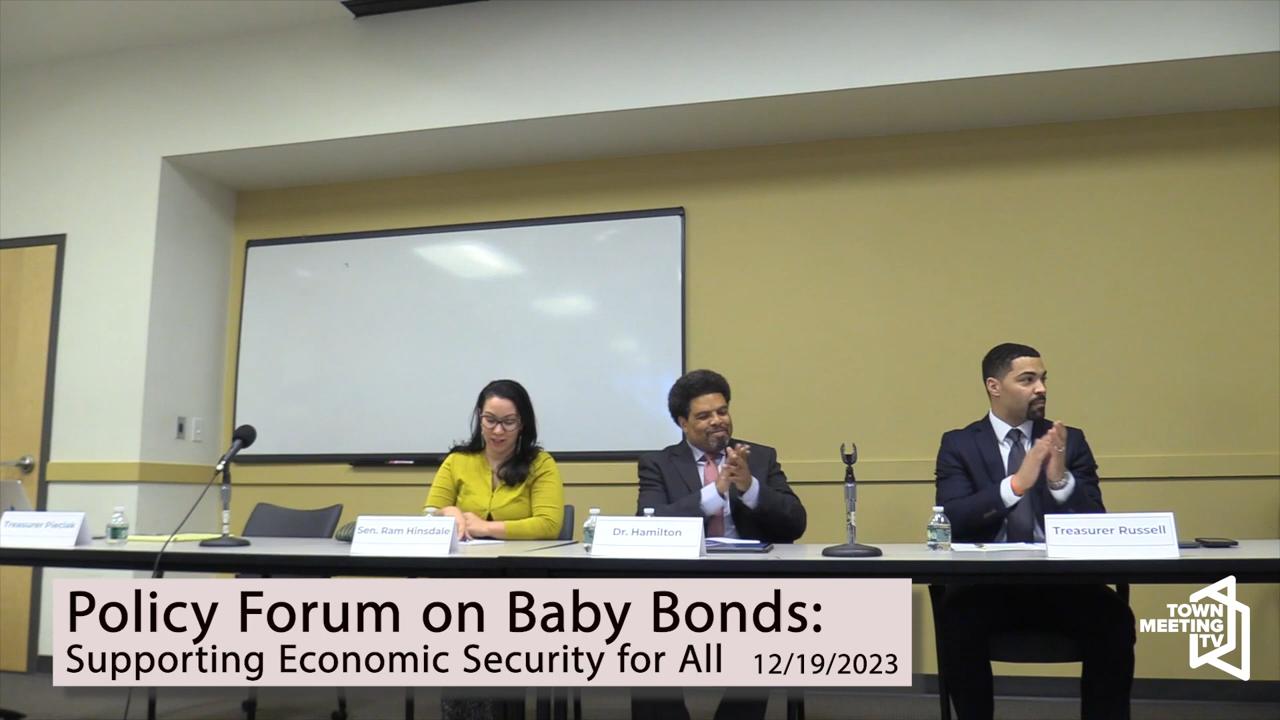 Treasurer Pieciak
Sen. Ram Hinsdale
Dr. Hamilton
Treasurer Russell
Policy Forum on Baby Bonds:
Supporting Economic Security for All 12/19/2023
TOWN
MEETING
TV